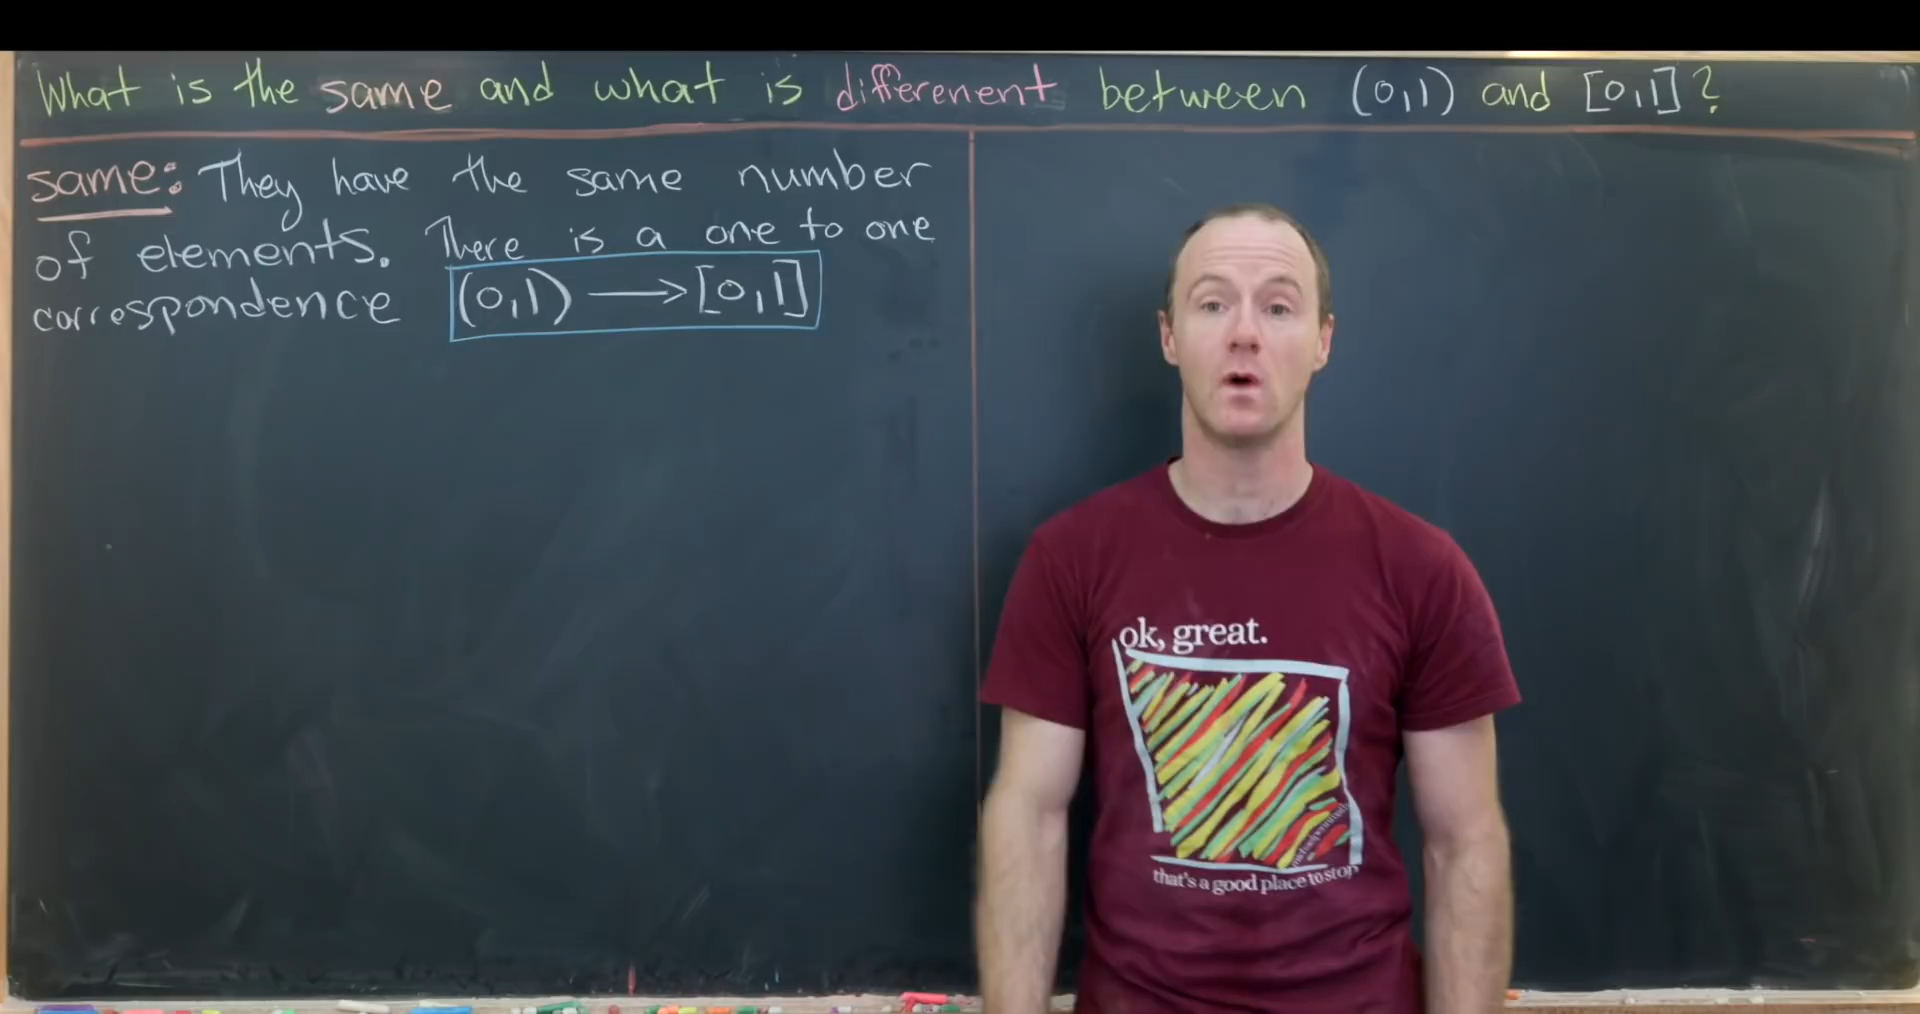 What is the same and what is differenent between (0,1) and [0,1]?
same: They have the same number
of elements. There is a one to one
correspondence (0,1) → [0,1]
ok, great.
that's a good place to stop